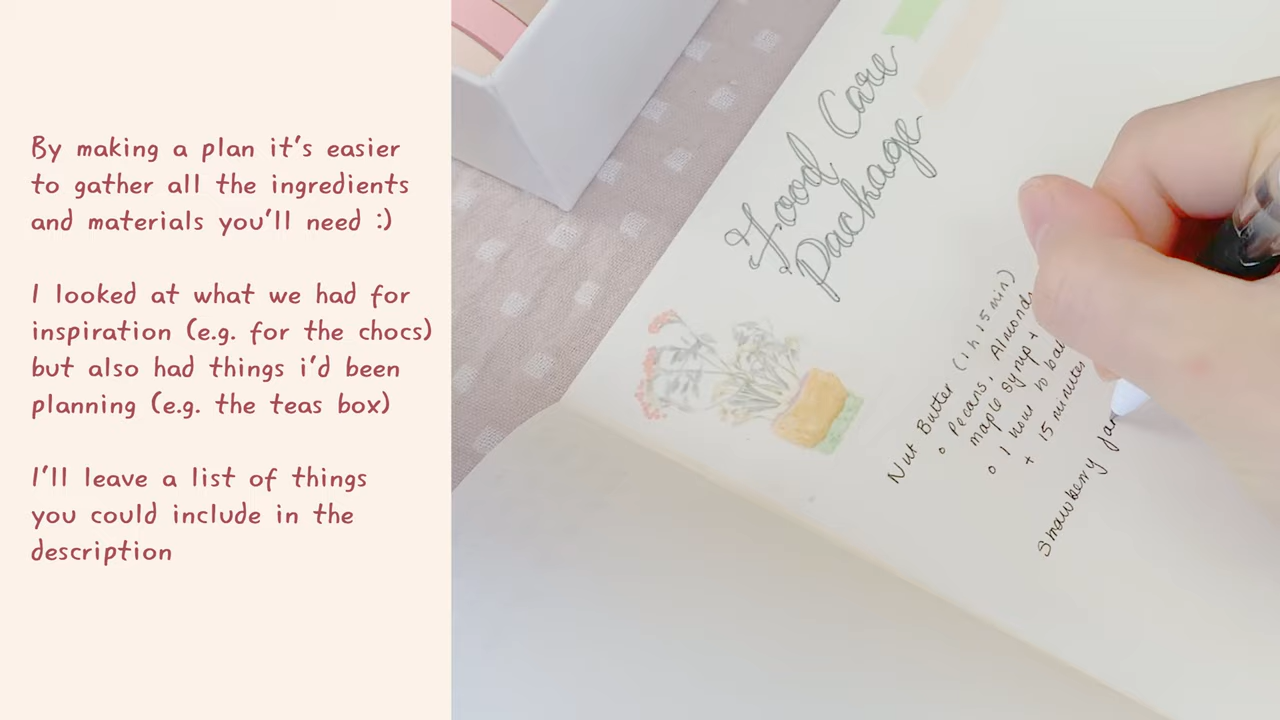 By making a plan it's easier
to gather all the ingredients
and materials you'll need :)
I looked at what we had for
inspiration (e.g. for the chocs)
but also had things i'd been
planning (e.g. the teas box)
I'll leave a list of things
you could include in the
description
Food Care
Package
Nut Butter (1h 15 min)
Pecans, Almonds
maple syrup +
1 hour to
+ 15 minutes
Strawberry